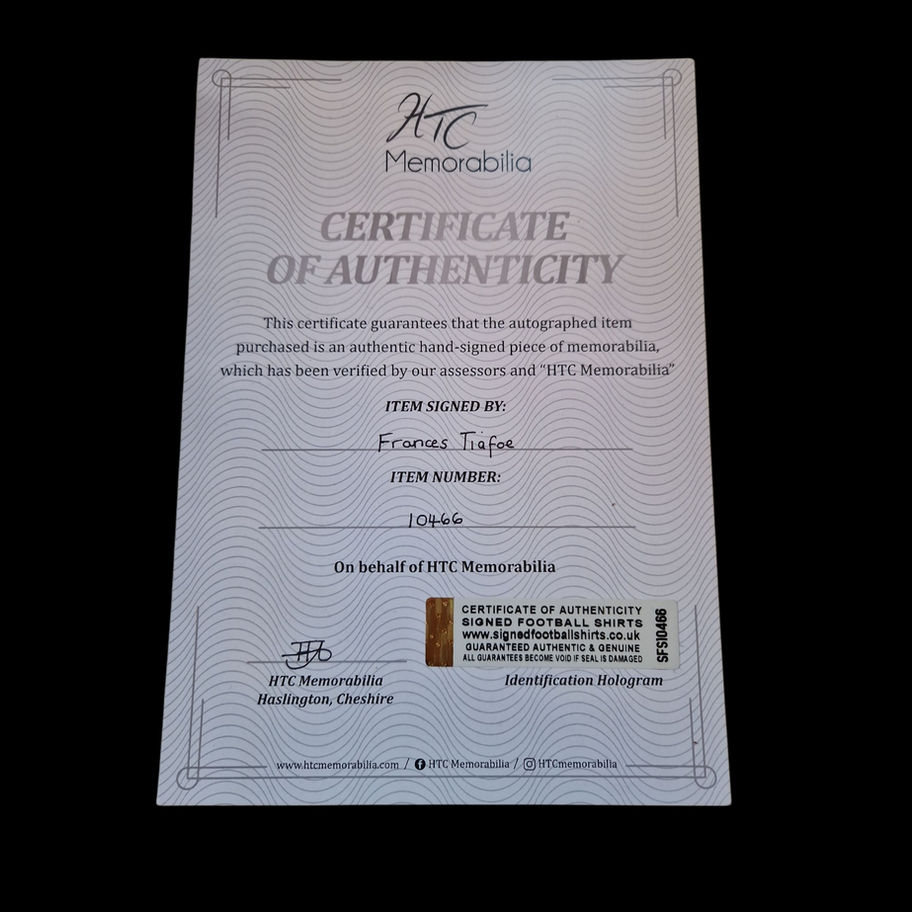 HTC
Memorabilia
CERTIFICATE
OF AUTHENTICITY
This certificate guarantees that the autographed item
purchased is an authentic hand-signed piece of memorabilia,
which has been verified by our assessors and “HTC Memorabilia”
ITEM SIGNED BY:
Frances Tiafoe
ITEM NUMBER:
10466
On behalf of HTC Memorabilia
CERTIFICATE OF AUTHENTICITY
SIGNED FOOTBALL SHIRTS
www.signedfootballshirts.co.uk
GUARANTEED AUTHENTIC & GENUINE
ALL GUARANTEES BECOME VOID IF SEAL IS DAMAGED
SFS10466
HTC Memorabilia
Haslington, Cheshire
Identification Hologram
www.htcmemorabilia.com / HTC Memorabilia / HTCmemorabilia